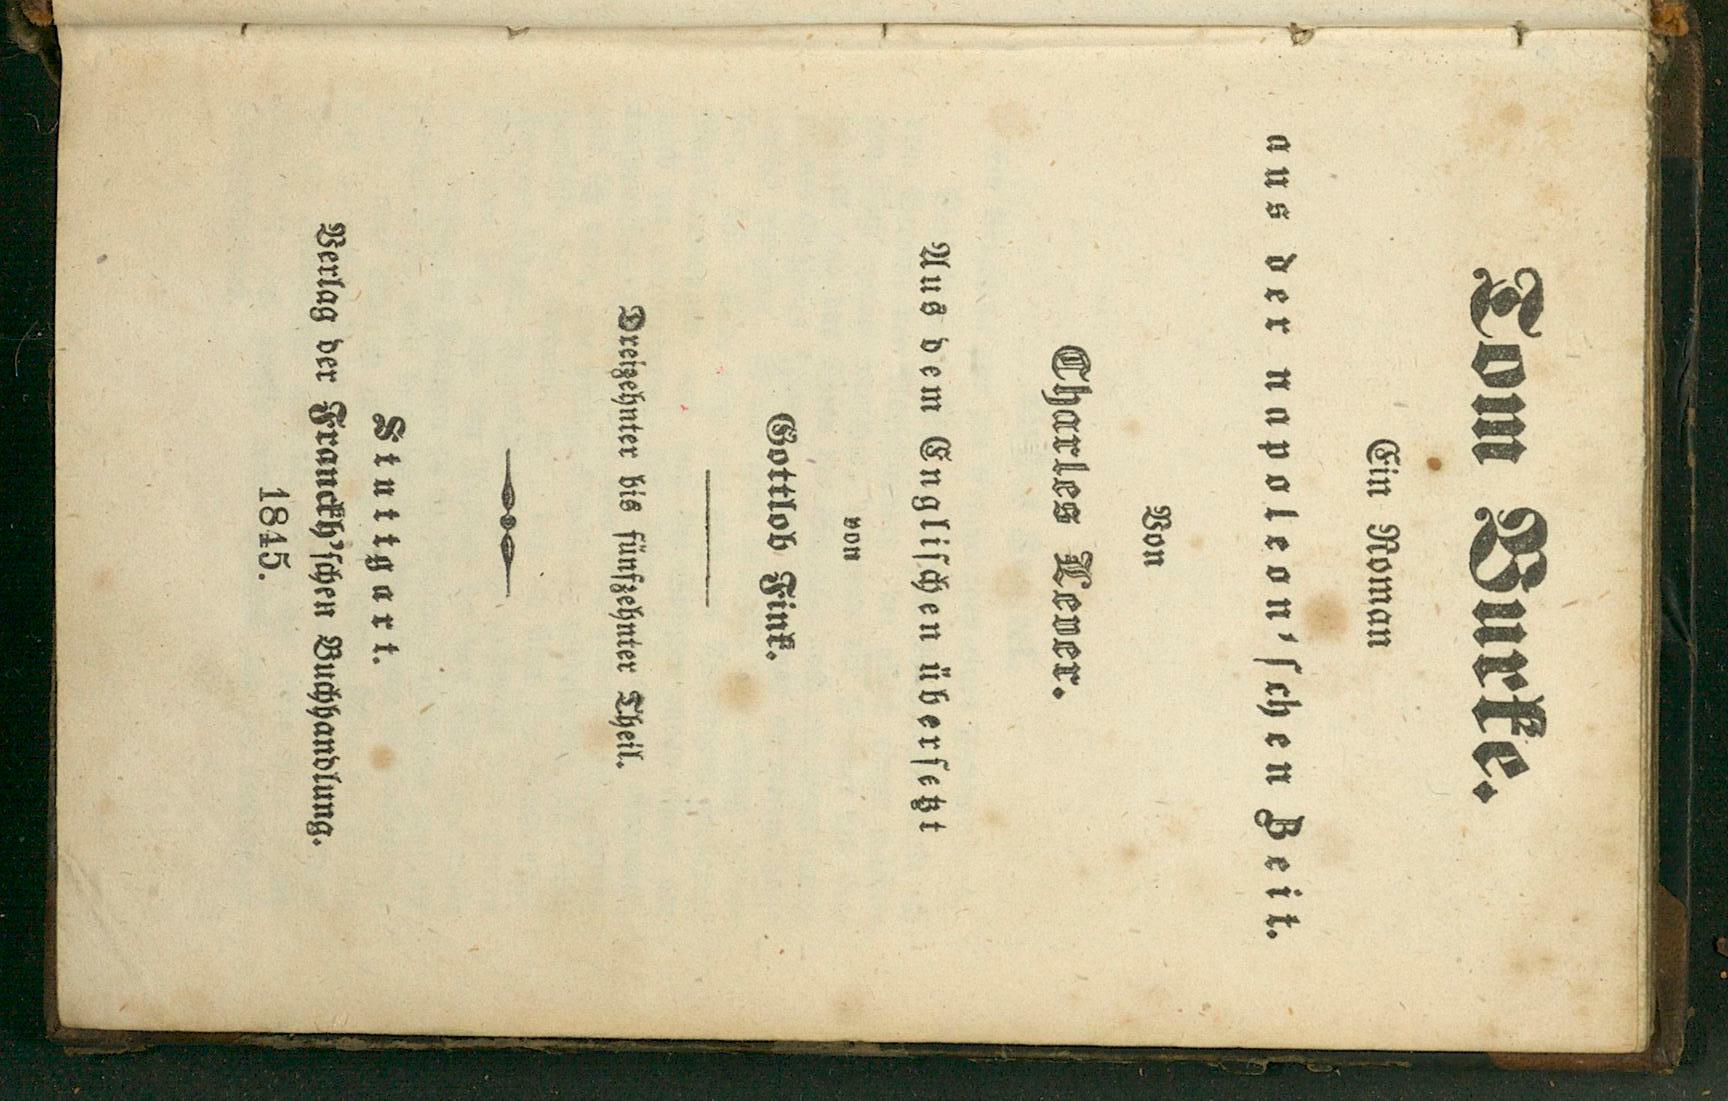 Tom Burke.
Ein Roman
aus der napoleon'schen Zeit.
Von
Charles Lever.
Aus dem Englischen übersetzt
von
Gottlob Fink.
Dreizehnter bis fünfzehnter Theil.
Stuttgart.
Verlag der Franckh'schen Buchhandlung.
1845.